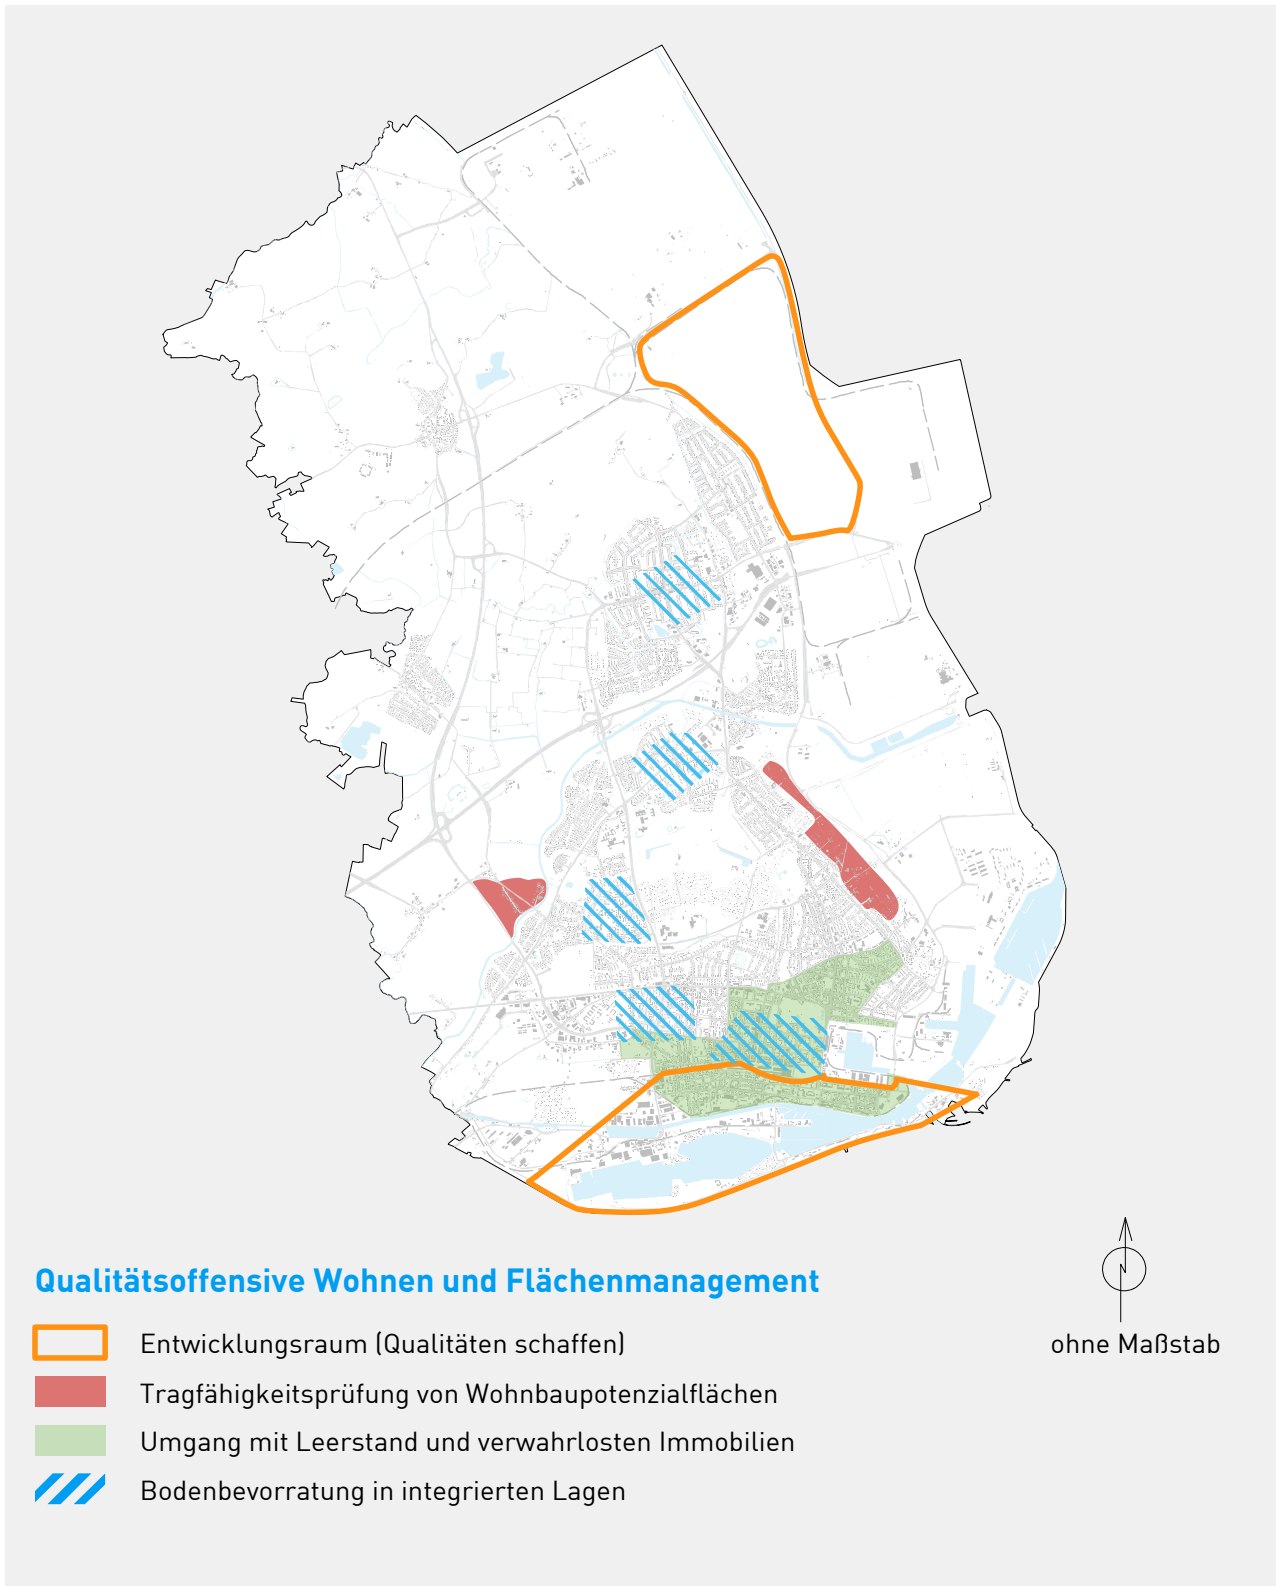 Qualitätsoffensive Wohnen und Flächenmanagement
Entwicklungsraum (Qualitäten schaffen)
Tragfähigkeitsprüfung von Wohnbaupotenzialflächen
Umgang mit Leerstand und verwahrlosten Immobilien
Bodenbevorratung in integrierten Lagen
N
ohne Maßstab